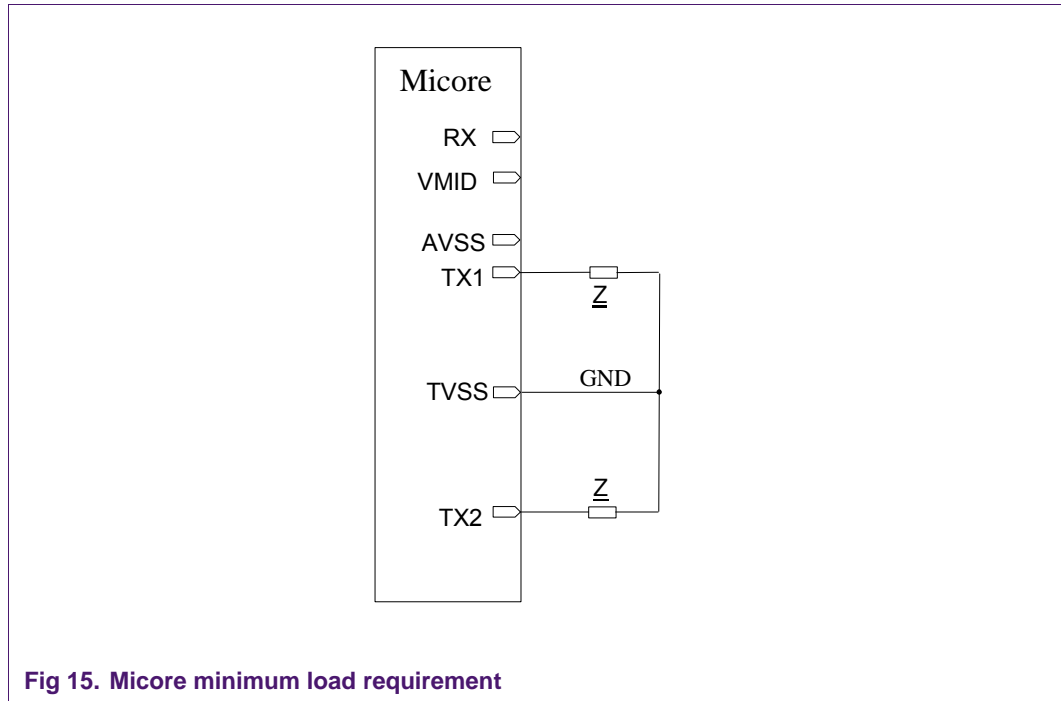 Micore
RX
VMID
AVSS
TX1
Z
TVSS
GND
Z
TX2
Fig 15. Micore minimum load requirement